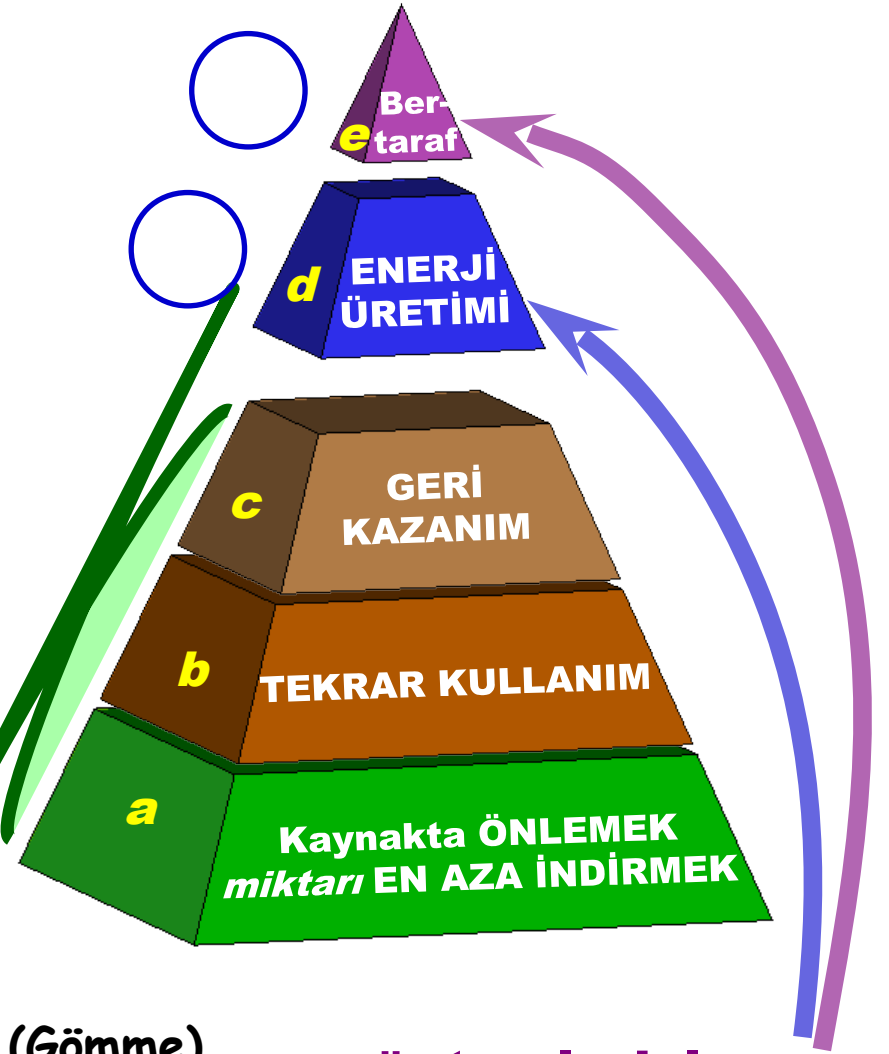 Ber-
taraf
e
ENERJİ
ÜRETİMİ
d
GERİ
KAZANIM
c
TEKRAR KULLANIM
b
a
Kaynakta ÖNLEMEK
miktarı EN AZA İNDİRMEK
(Gömme)